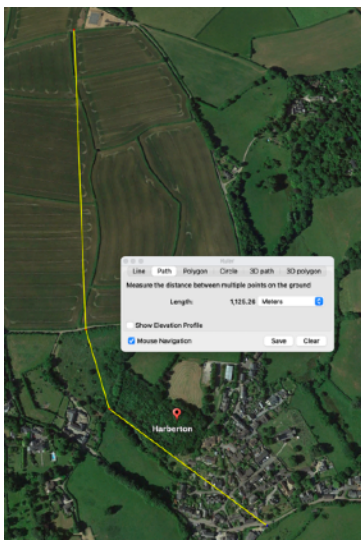 Ruler
Line Path Polygon Circle 3D path 3D polygon
Measure the distance between multiple points on the ground
Length: 1,125.26 Meters
Show Elevation Profile
Mouse Navigation Save Clear
Harberton